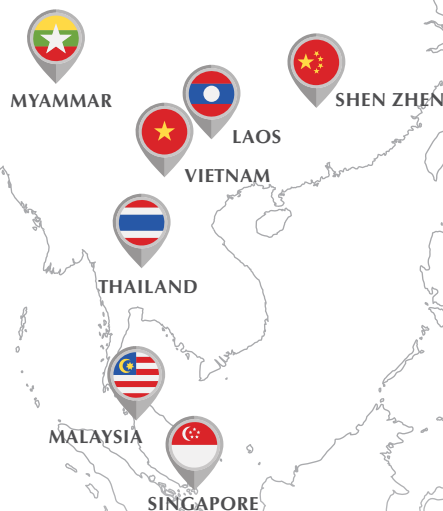 MYAMMAR
SHEN ZHEN
LAOS
VIETNAM
THAILAND
MALAYSIA
SINGAPORE